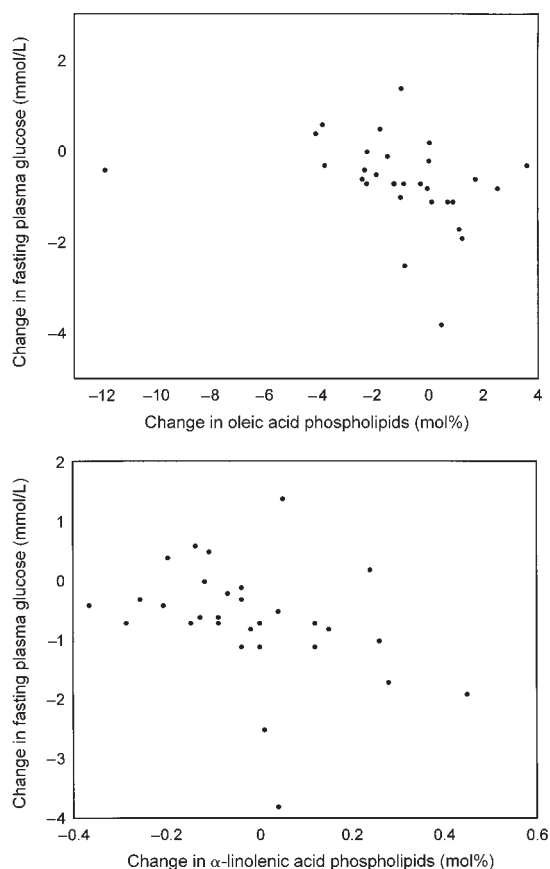 Change in fasting plasma glucose (mmol/L)
2
0
−2
−4
−12 −10 −8 −6 −4 −2 0 2 4
Change in oleic acid phospholipids (mol%)
Change in fasting plasma glucose (mmol/L)
2
1
0
−1
−2
−3
−4
−0.4 −0.2 0 0.2 0.4 0.6
Change in α-linolenic acid phospholipids (mol%)